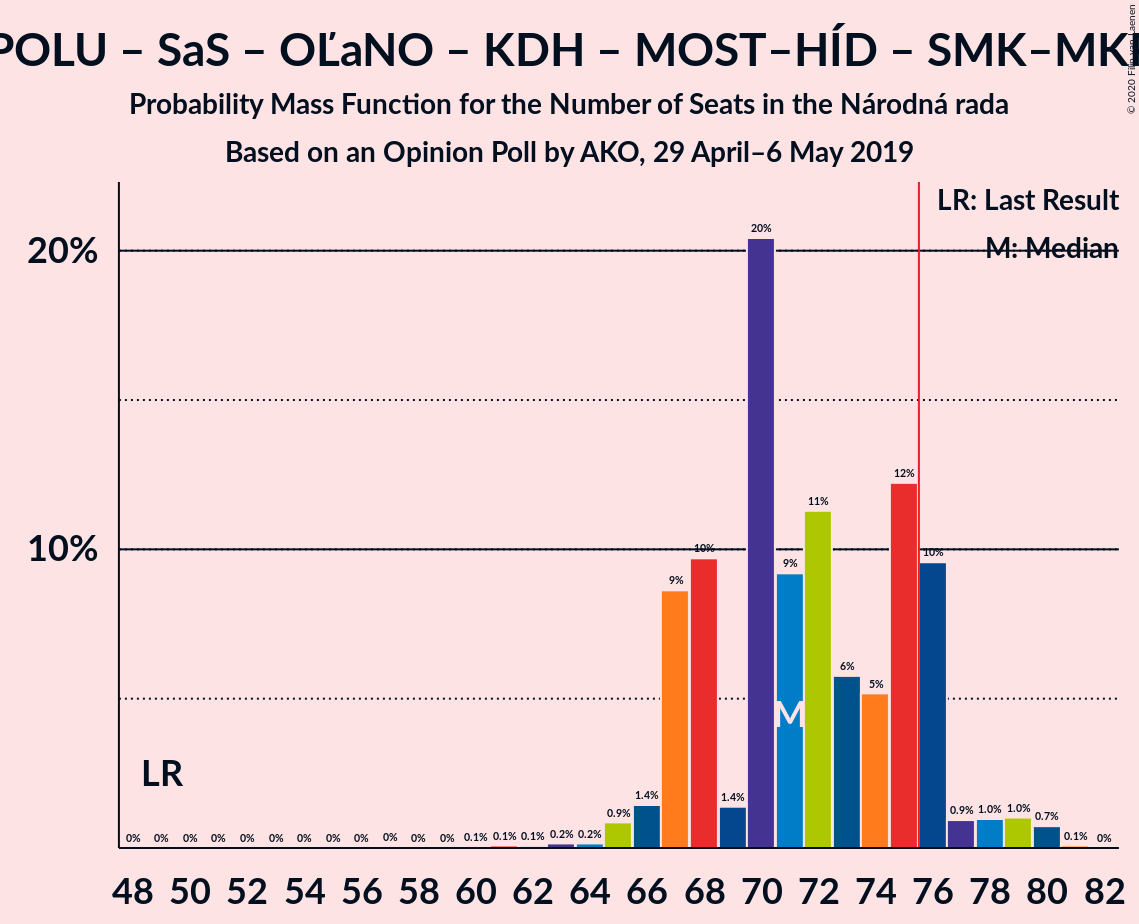 POLU – SaS – OĽaNO – KDH – MOST–HÍD – SMK–MK
Probability Mass Function for the Number of Seats in the Národná rada
Based on an Opinion Poll by AKO, 29 April–6 May 2019
© 2020 Filip van Laenen
LR: Last Result
M: Median
20%
10%
LR
M
0% 0% 0% 0% 0% 0% 0% 0% 0% 0% 0% 0% 0.1% 0.1% 0.1% 0.2% 0.2% 0.9% 1.4% 9% 10% 1.4% 20% 9% 11% 6% 5% 12% 10% 0.9% 1.0% 1.0% 0.7% 0.1% 0%
48 50 52 54 56 58 60 62 64 66 68 70 72 74 76 78 80 82